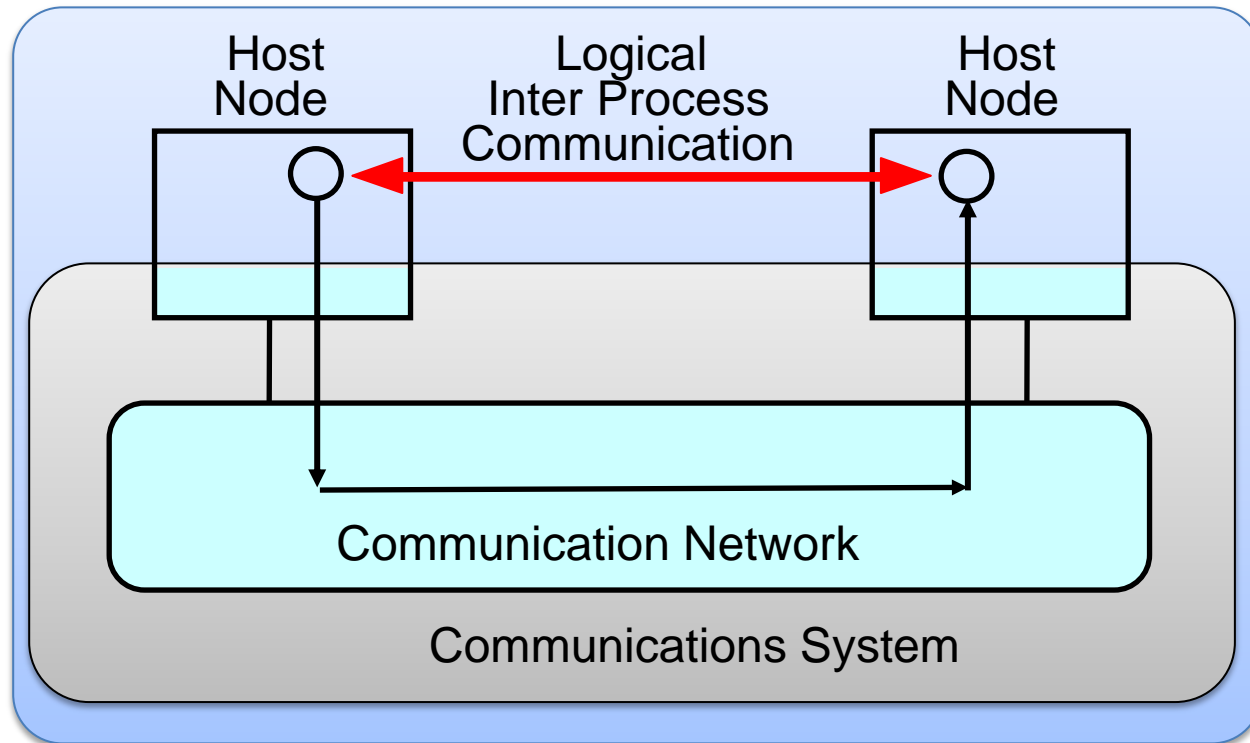 Host
Node
Logical
Inter Process
Communication
Host
Node
Communication Network
Communications System